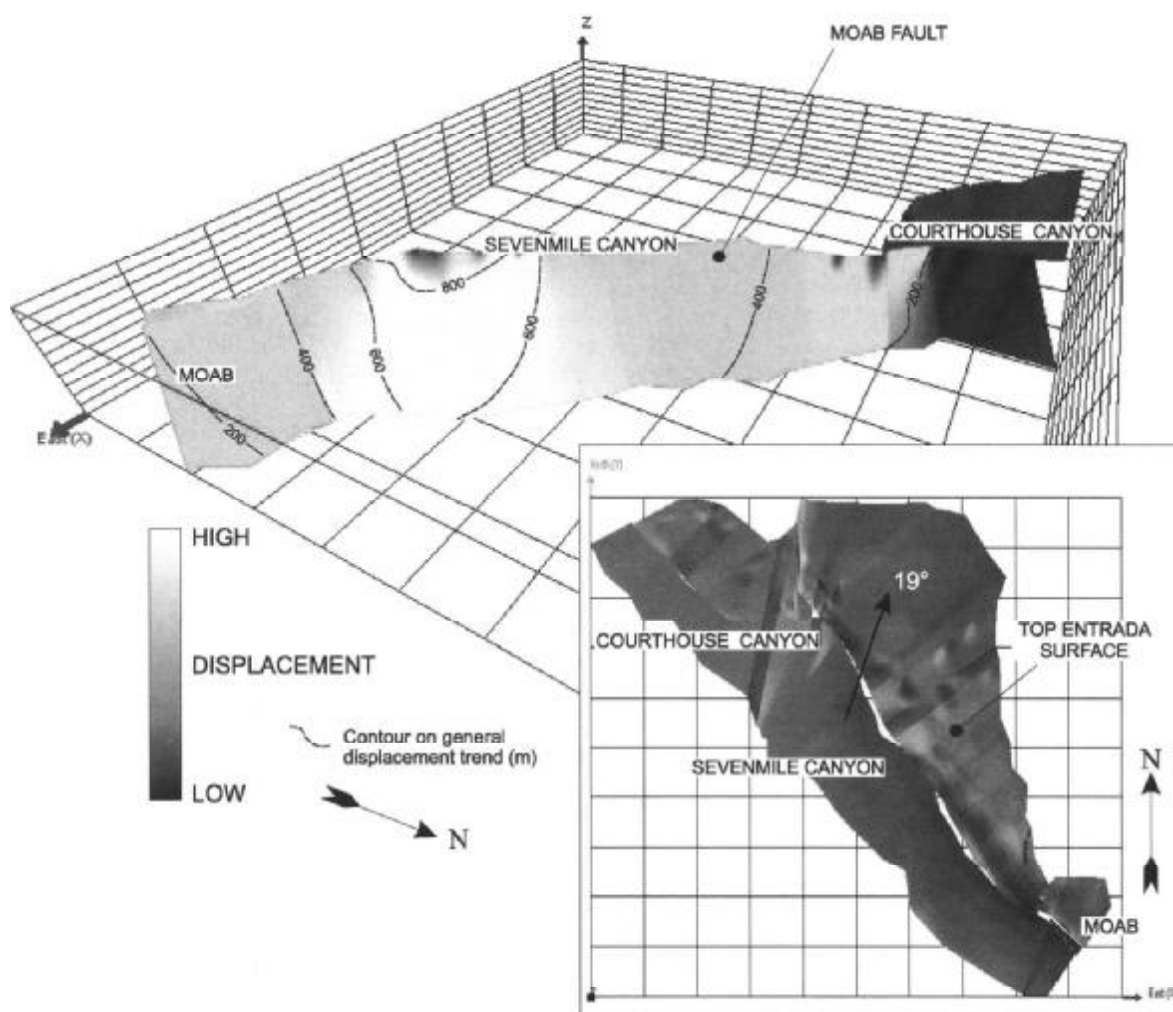 Z
MOAB FAULT
COURTHOUSE CANYON
SEVENMILE CANYON
800
600
600
400
400
200
MOAB
200
East (X)
HIGH
DISPLACEMENT
LOW
Contour on general
displacement trend (m)
N
19°
COURTHOUSE CANYON
TOP ENTRADA
SURFACE
SEVENMILE CANYON
N
MOAB